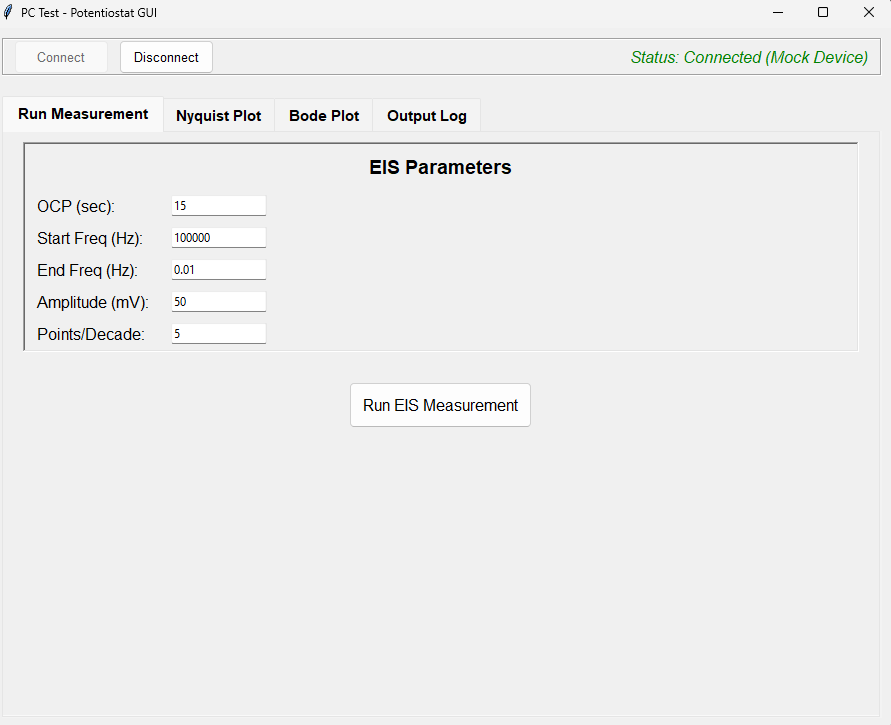 PC Test - Potentiostat GUI
Connect Disconnect Status: Connected (Mock Device)
Run Measurement Nyquist Plot Bode Plot Output Log
EIS Parameters
OCP (sec): 15
Start Freq (Hz): 100000
End Freq (Hz): 0.01
Amplitude (mV): 50
Points/Decade: 5
Run EIS Measurement